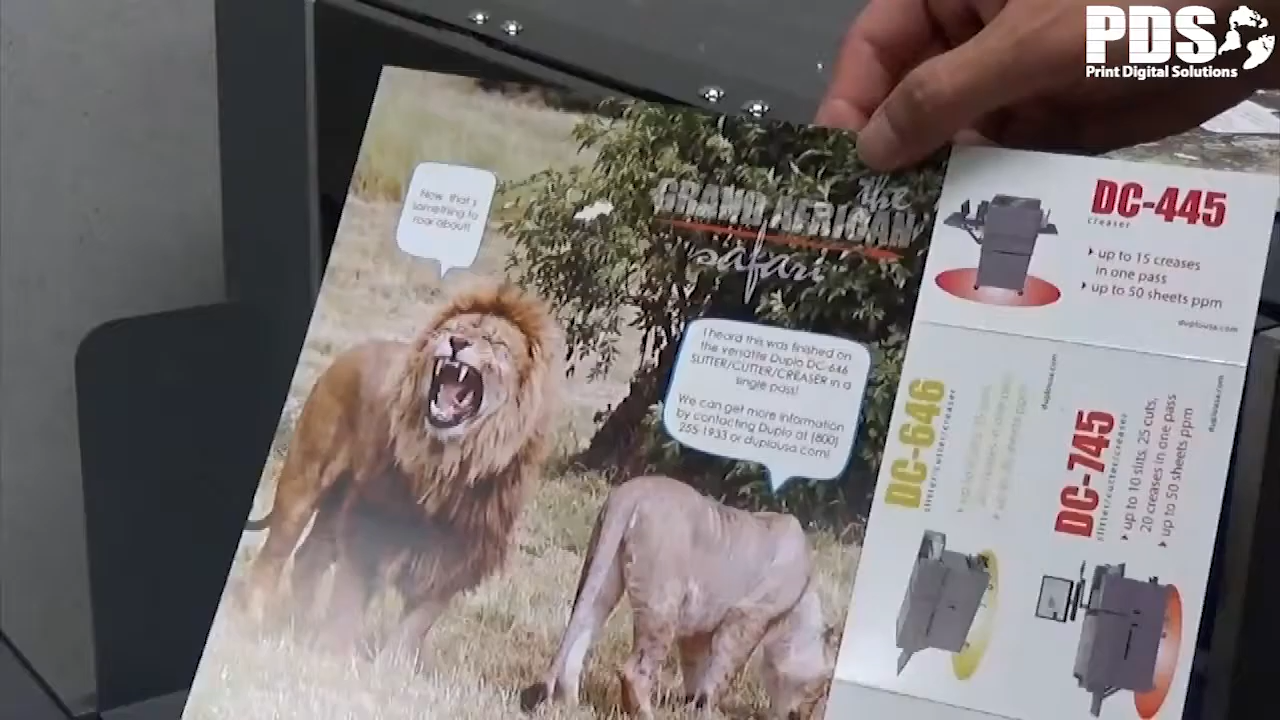 PDS
Print Digital Solutions
the
GRAND AFRICAN
safari
Now, that's
something to
roar about!
I heard this was finished on
the versatile Duplo DC-646
SLITTER/CUTTER/CREASER in a
single pass!
We can get more information
by contacting Duplo at (800)
255-1933 or duplousa.com!
DC-445
creaser
up to 15 creases
in one pass
up to 50 sheets ppm
duplousa.com
DC-646
slitter/cutter/creaser
duplousa.com
DC-745
slitter/cutter/creaser
up to 10 slits, 25 cuts,
20 creases in one pass
up to 50 sheets ppm
duplousa.com